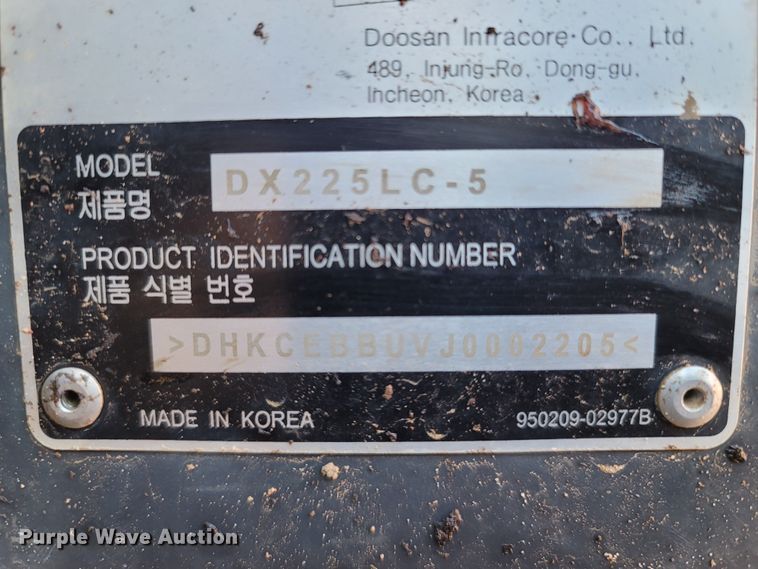 Doosan Infracore Co., Ltd.
489, Injung-Ro, Dong-gu,
Incheon, Korea
MODEL DX225LC-5
제품명
PRODUCT IDENTIFICATION NUMBER
제품 식별 번호
>DHKCEBBUVJ0002205<
MADE IN KOREA 950209-02977B
Purple Wave Auction